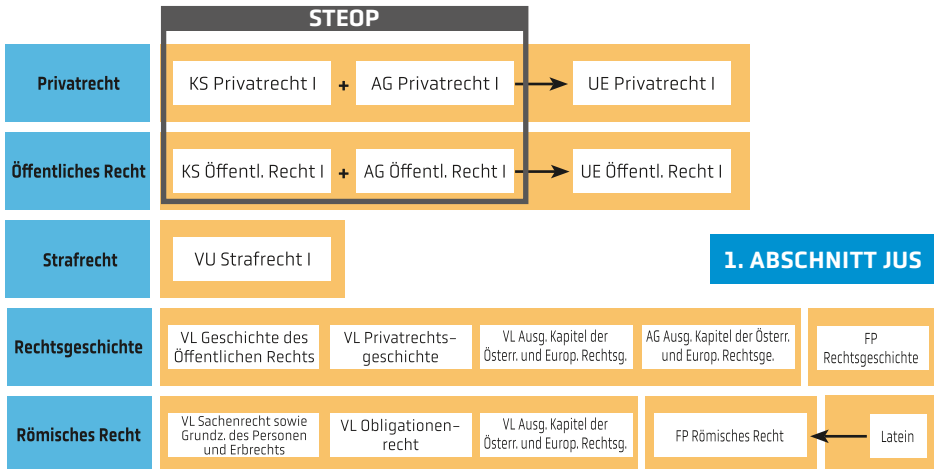 STEOP
Privatrecht
KS Privatrecht I
+
AG Privatrecht I
UE Privatrecht I
Öffentliches Recht
KS Öffentl. Recht I
+
AG Öffentl. Recht I
UE Öffentl. Recht I
Strafrecht
VU Strafrecht I
1. ABSCHNITT JUS
Rechtsgeschichte
VL Geschichte des
Öffentlichen Rechts
VL Privatrechts-
geschichte
VL Ausg. Kapitel der
Österr. und Europ. Rechtsg.
AG Ausg. Kapitel der Österr.
und Europ. Rechtsge.
FP
Rechtsgeschichte
Römisches Recht
VL Sachenrecht sowie
Grundz. des Personen
und Erbrechts
VL Obligationen-
recht
VL Ausg. Kapitel der
Österr. und Europ. Rechtsg.
FP Römisches Recht
Latein